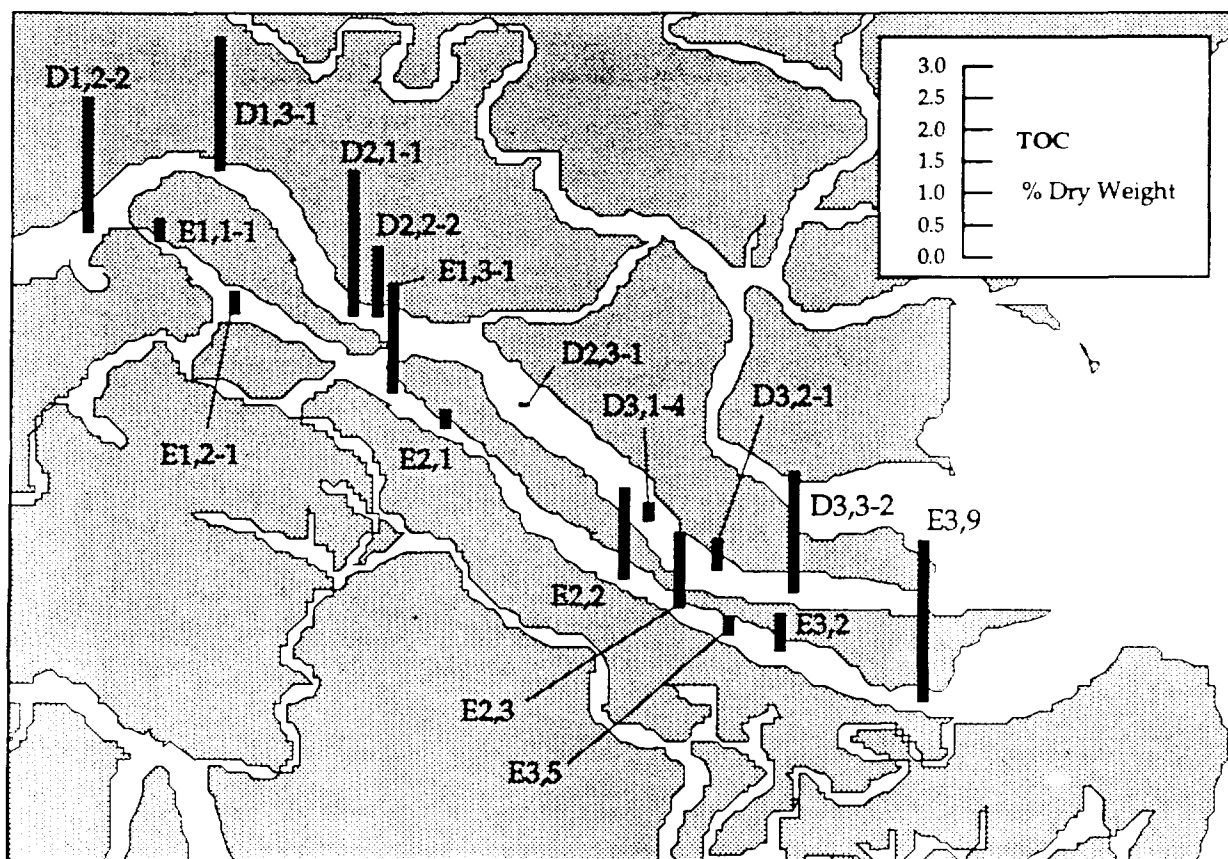 D1,2-2
D1,3-1
D2,1-1
D2,2-2
E1,1-1
E1,3-1
3.0
2.5
2.0
TOC
1.5
1.0
% Dry Weight
0.5
0.0
D2,3-1
D3,1-4
D3,2-1
E1,2-1
E2,1
D3,3-2
E3,9
E2,2
E3,2
E2,3
E3,5